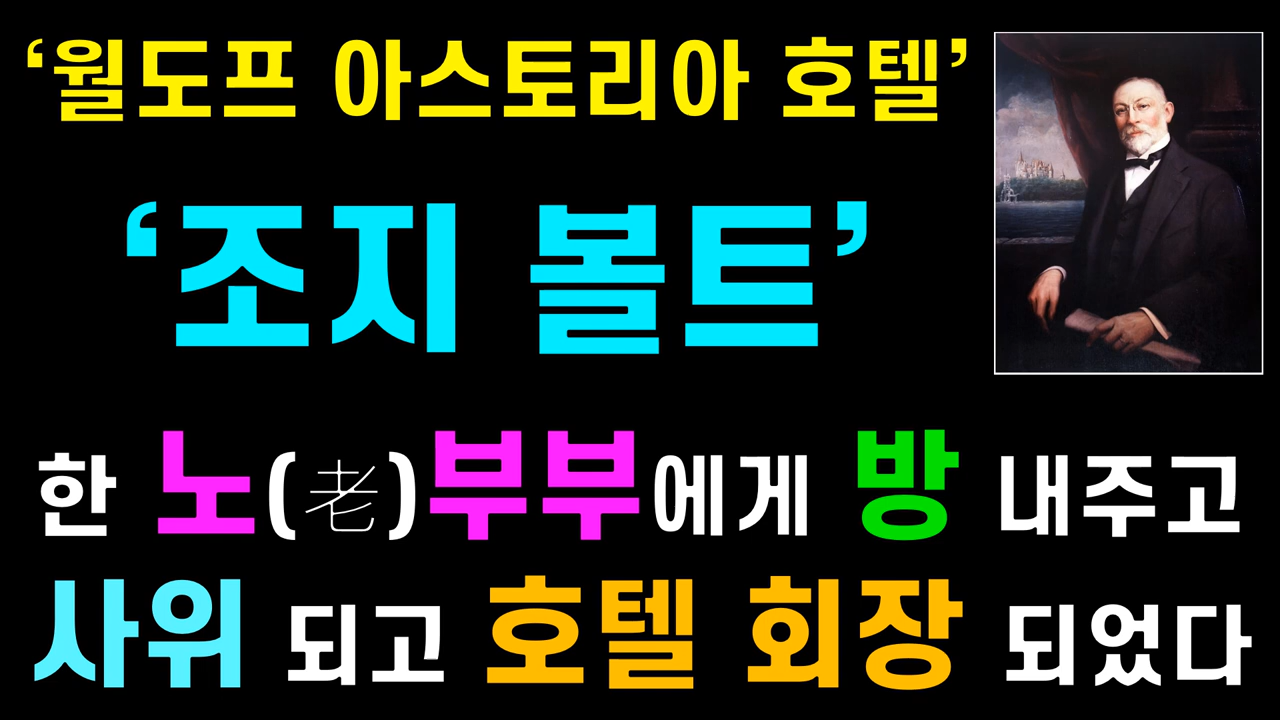 ‘월도프 아스토리아 호텔’
‘조지 볼트’
한 노(老)부부에게 방 내주고
사위 되고 호텔 회장 되었다